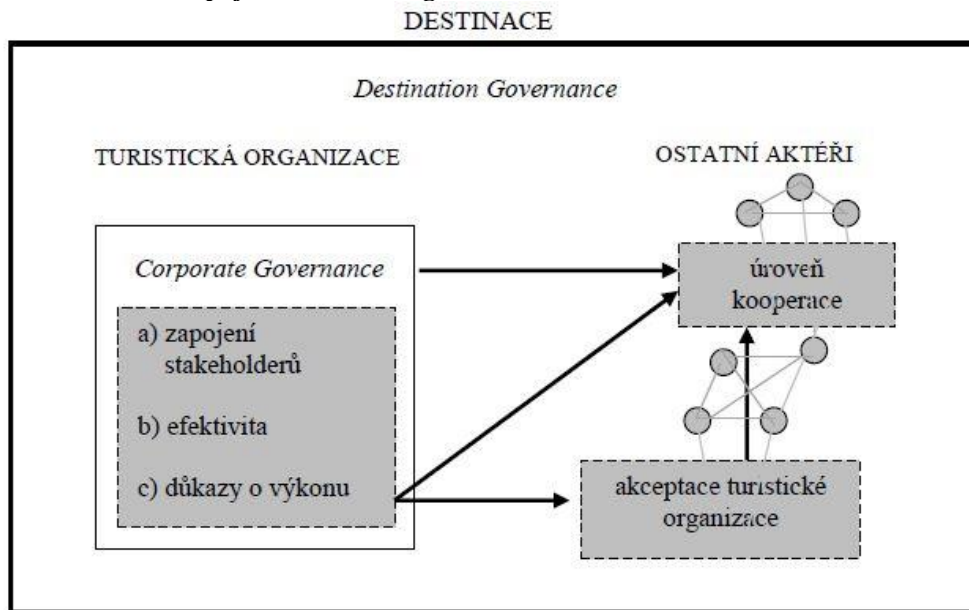 DESTINACE
Destination Governance
TURISTICKÁ ORGANIZACE
OSTATNÍ AKTÉŘI
Corporate Governance
a) zapojení
stakeholderů
b) efektivita
c) důkazy o výkonu
úroveň
kooperace
akceptace turistické
organizace